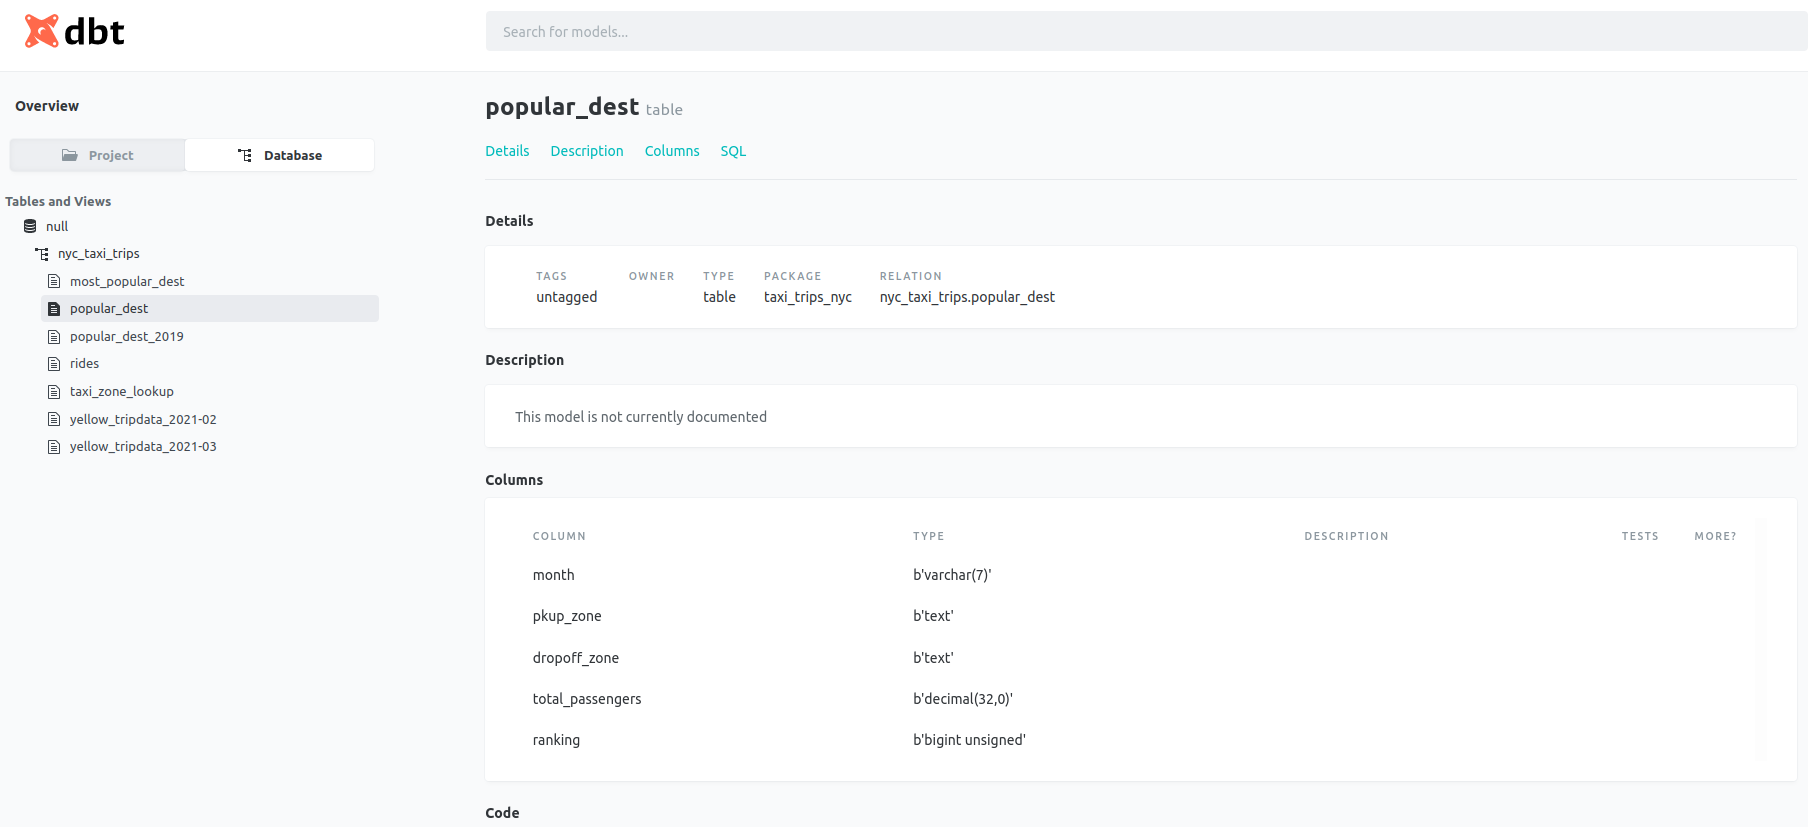 dbt
Search for models...
Overview
Project
Database
Tables and Views
null
nyc_taxi_trips
most_popular_dest
popular_dest
popular_dest_2019
rides
taxi_zone_lookup
yellow_tripdata_2021-02
yellow_tripdata_2021-03
popular_dest table
Details Description Columns SQL
Details
TAGS OWNER TYPE PACKAGE RELATION
untagged table taxi_trips_nyc nyc_taxi_trips.popular_dest
Description
This model is not currently documented
Columns
COLUMN TYPE DESCRIPTION TESTS MORE?
month b'varchar(7)'
pkup_zone b'text'
dropoff_zone b'text'
total_passengers b'decimal(32,0)'
ranking b'bigint unsigned'
Code